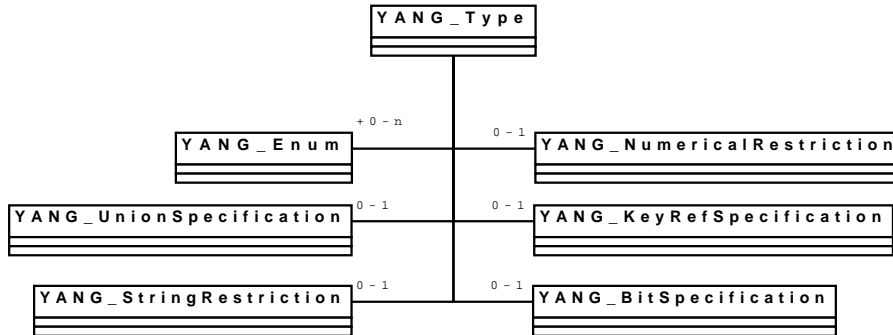 YANG_Type
+0-n
0-1
YANG_Enum
YANG_NumericalRestriction
0-1
0-1
YANG_UnionSpecification
YANG_KeyRefSpecification
0-1
0-1
YANG_StringRestriction
YANG_BitSpecification